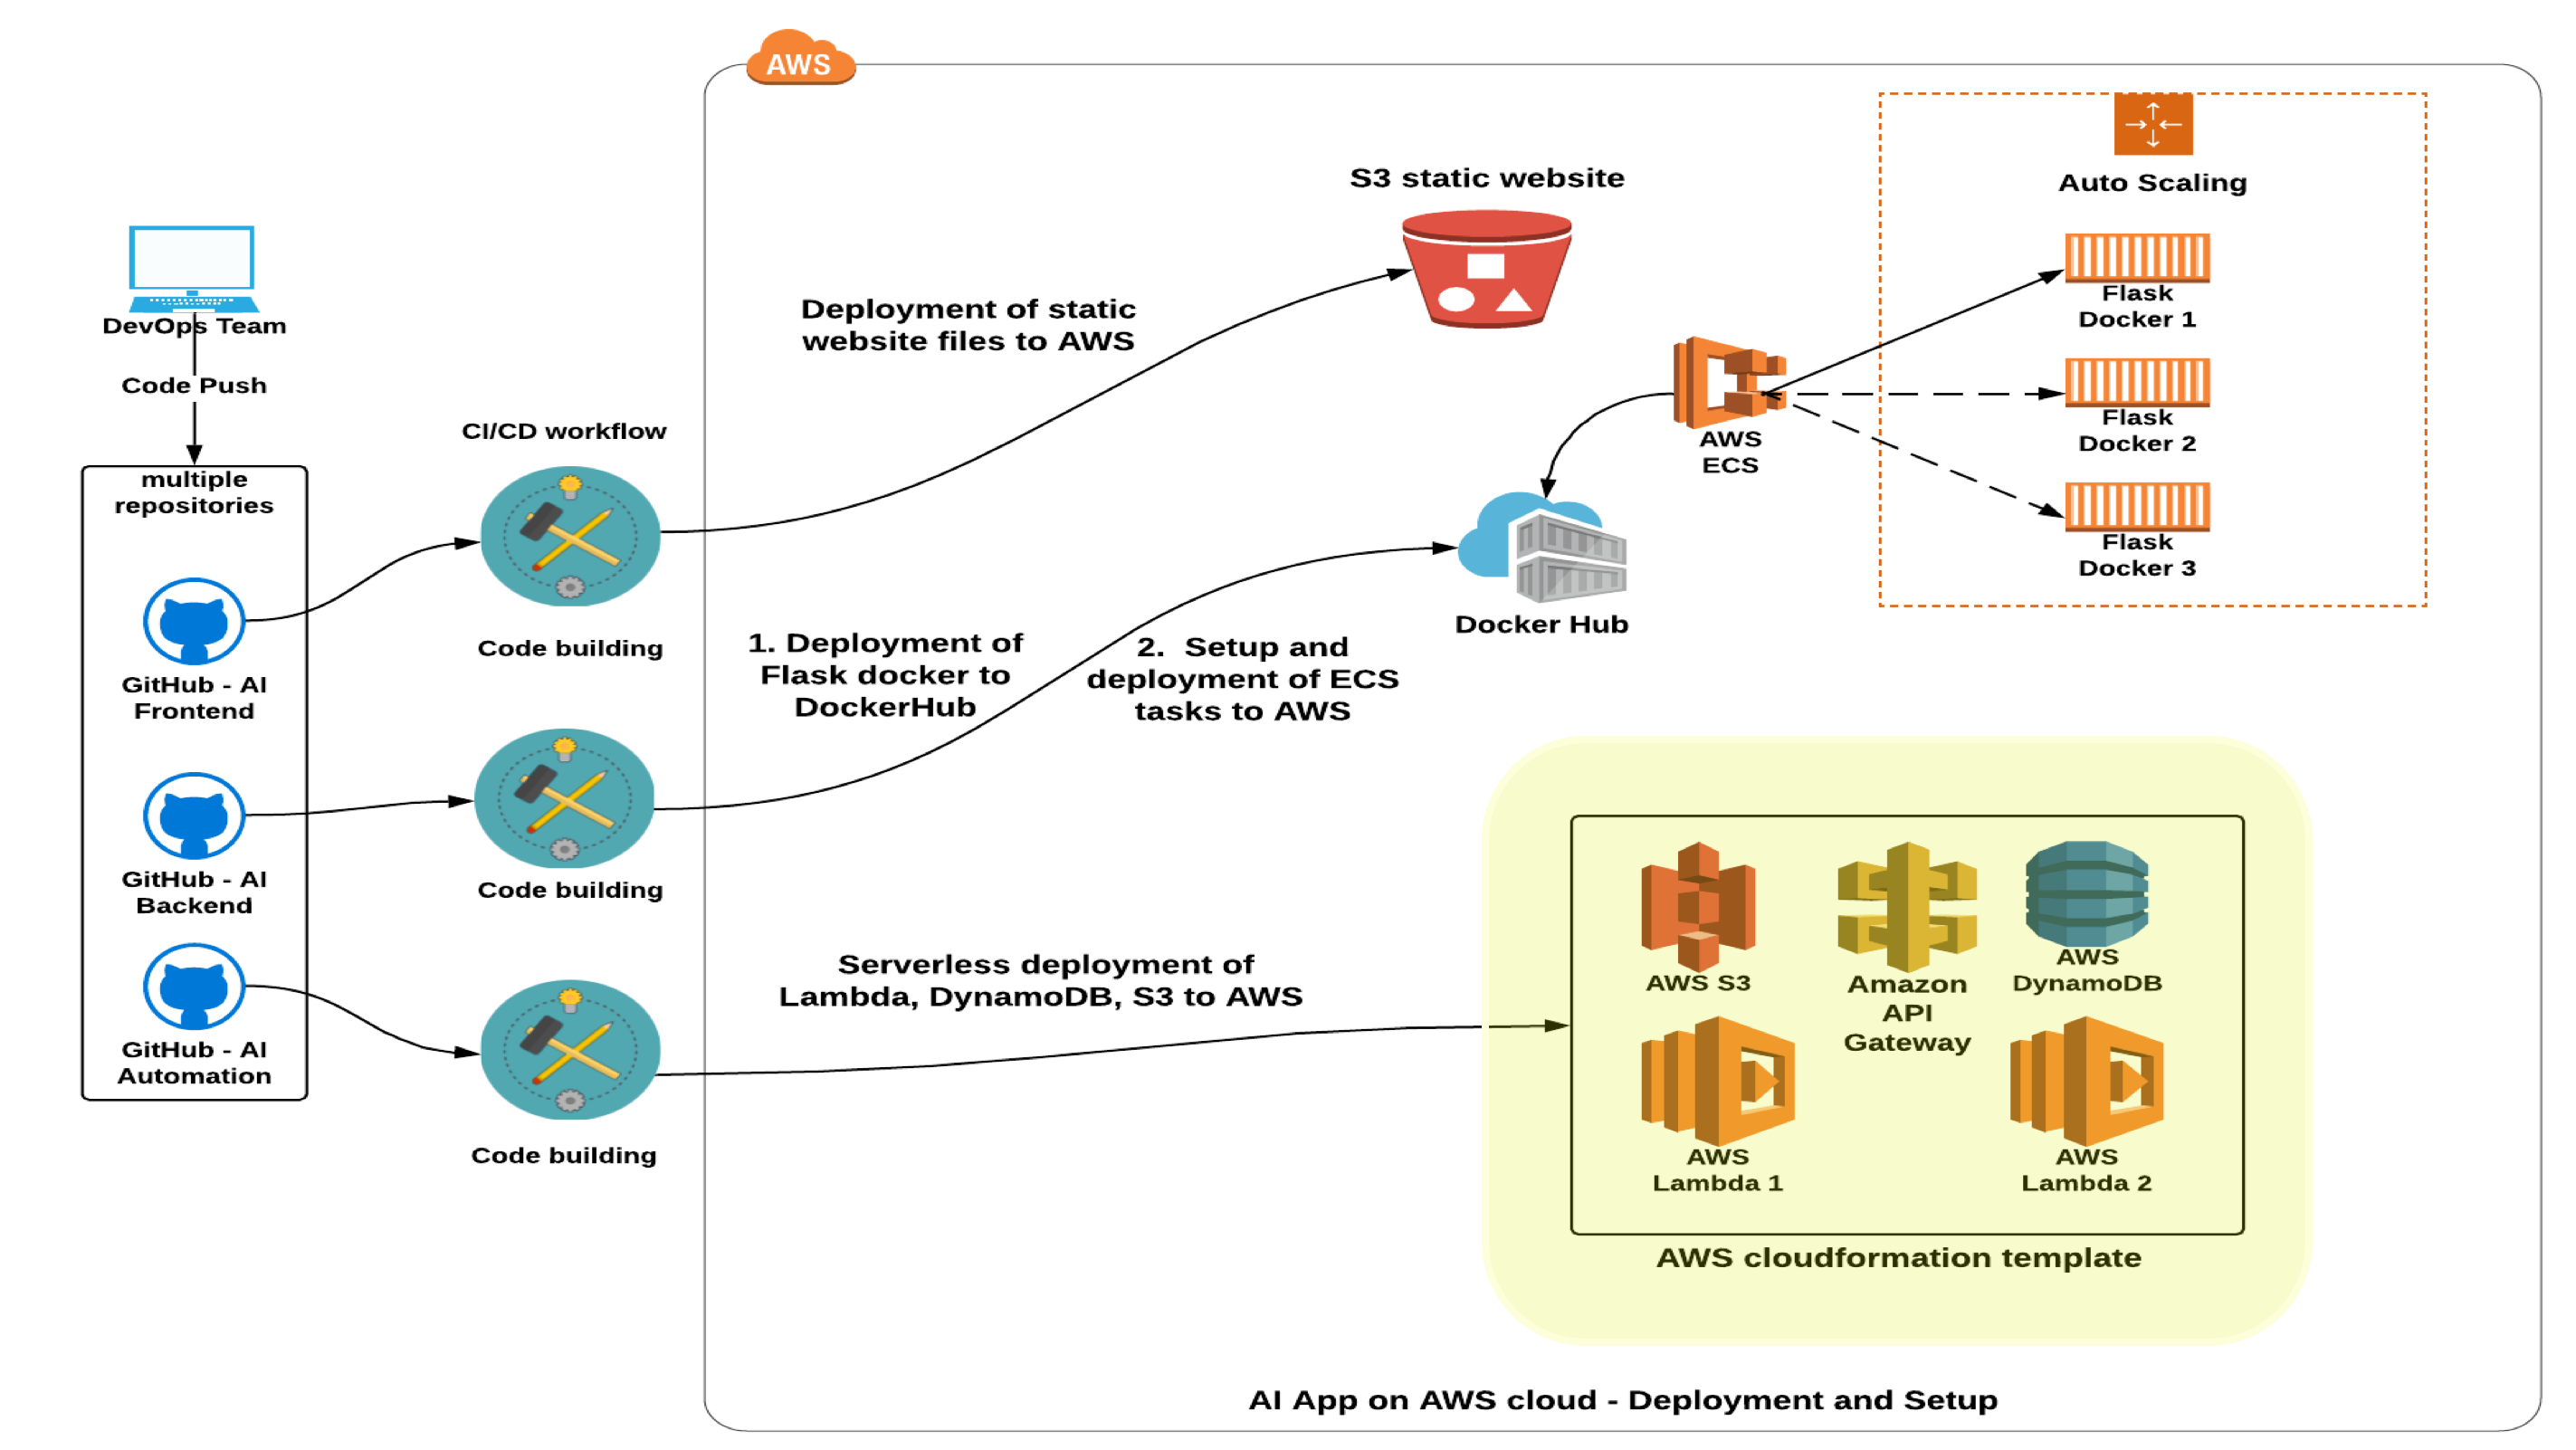 AWS
S3 static website
Auto Scaling
DevOps Team
Code Push
multiple
repositories
GitHub - AI
Frontend
GitHub - AI
Backend
GitHub - AI
Automation
CI/CD workflow
Code building
Code building
Code building
Deployment of static
website files to AWS
1. Deployment of
Flask docker to
DockerHub
2. Setup and
deployment of ECS
tasks to AWS
Serverless deployment of
Lambda, DynamoDB, S3 to AWS
AWS
ECS
Docker Hub
Flask
Docker 1
Flask
Docker 2
Flask
Docker 3
AWS S3
Amazon
API
Gateway
AWS
DynamoDB
AWS
Lambda 1
AWS
Lambda 2
AWS cloudformation template
AI App on AWS cloud - Deployment and Setup